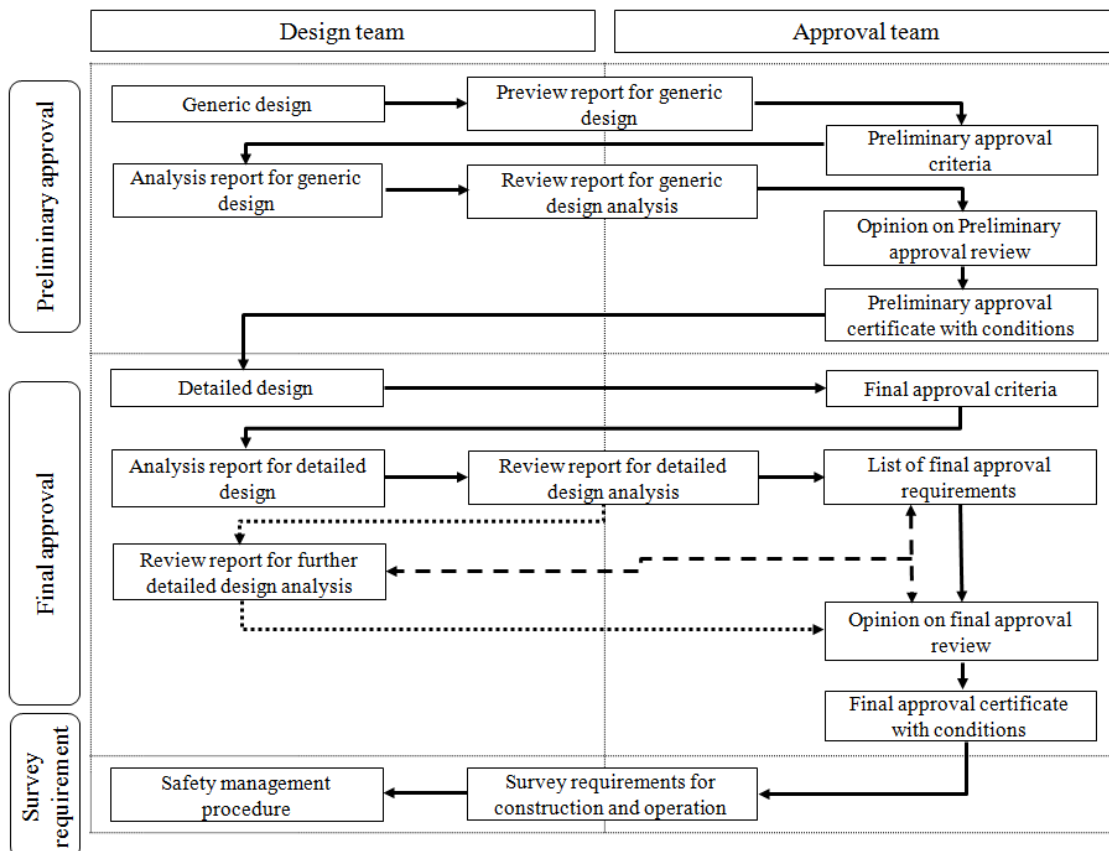 Design team
Approval team
Preliminary approval
Generic design
Preview report for generic
design
Preliminary approval
criteria
Analysis report for generic
design
Review report for generic
design analysis
Opinion on Preliminary
approval review
Preliminary approval
certificate with conditions
Final approval
Detailed design
Final approval criteria
Analysis report for detailed
design
Review report for detailed
design analysis
List of final approval
requirements
Review report for further
detailed design analysis
Opinion on final approval
review
Final approval certificate
with conditions
Survey
requirement
Safety management
procedure
Survey requirements for
construction and operation